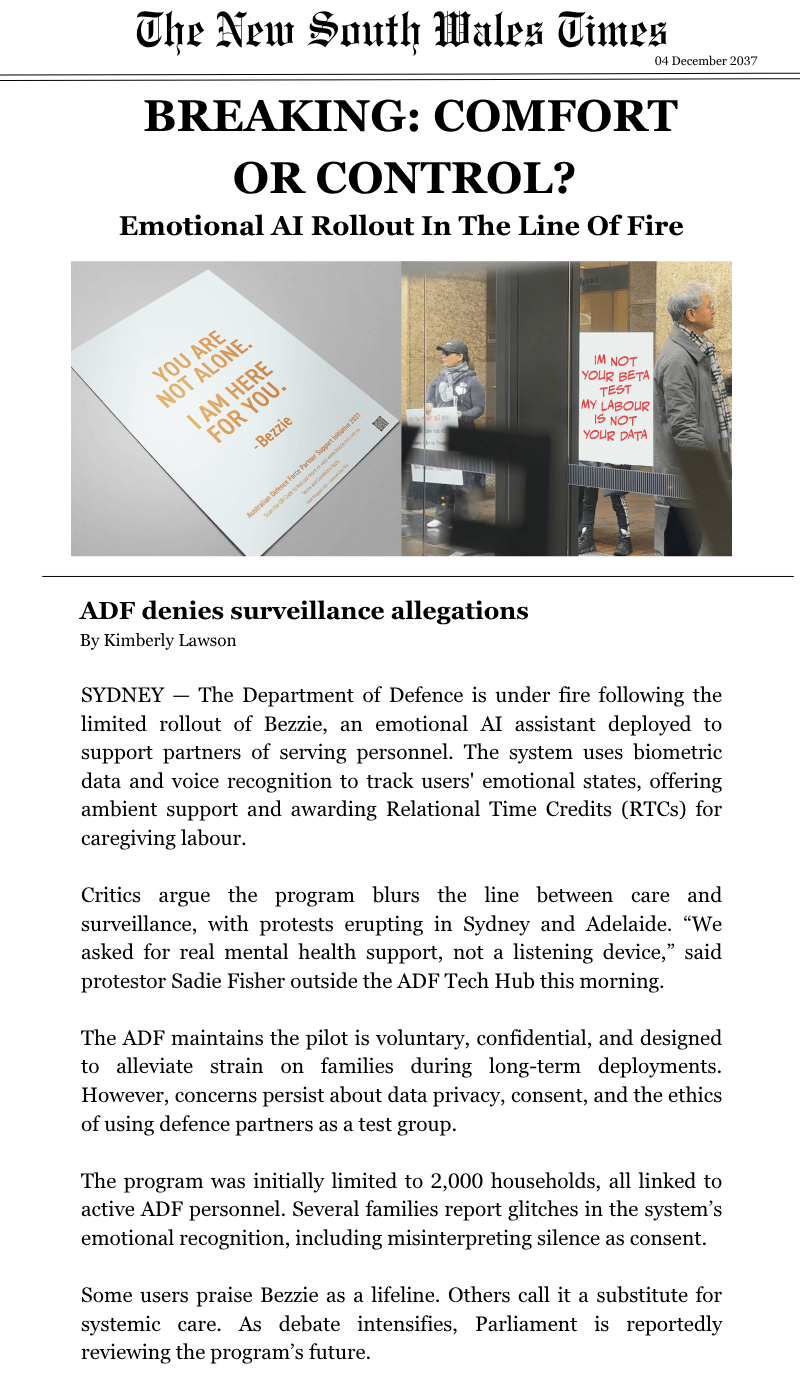 The New South Wales Times
04 December 2037
BREAKING: COMFORT
OR CONTROL?
Emotional AI Rollout In The Line Of Fire
YOU ARE
NOT ALONE.
I AM HERE
FOR YOU.
-Bezzie
Australian Defence Force Partner Support Initiative 2037
IM NOT
YOUR BETA
TEST
MY LABOUR
IS NOT
YOUR DATA
ADF denies surveillance allegations
By Kimberly Lawson
SYDNEY — The Department of Defence is under fire following the
limited rollout of Bezzie, an emotional AI assistant deployed to
support partners of serving personnel. The system uses biometric
data and voice recognition to track users' emotional states, offering
ambient support and awarding Relational Time Credits (RTCs) for
caregiving labour.
Critics argue the program blurs the line between care and
surveillance, with protests erupting in Sydney and Adelaide. “We
asked for real mental health support, not a listening device,” said
protestor Sadie Fisher outside the ADF Tech Hub this morning.
The ADF maintains the pilot is voluntary, confidential, and designed
to alleviate strain on families during long-term deployments.
However, concerns persist about data privacy, consent, and the ethics
of using defence partners as a test group.
The program was initially limited to 2,000 households, all linked to
active ADF personnel. Several families report glitches in the system’s
emotional recognition, including misinterpreting silence as consent.
Some users praise Bezzie as a lifeline. Others call it a substitute for
systemic care. As debate intensifies, Parliament is reportedly
reviewing the program’s future.